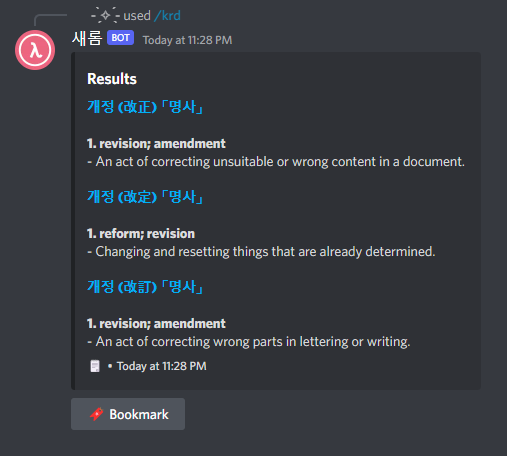 -҉- used /krd
새롬 BOT Today at 11:28 PM
λ
Results
개정 (改正) 「명사」
1. revision; amendment
- An act of correcting unsuitable or wrong content in a document.
개정 (改定) 「명사」
1. reform; revision
- Changing and resetting things that are already determined.
개정 (改訂) 「명사」
1. revision; amendment
- An act of correcting wrong parts in lettering or writing.
• Today at 11:28 PM
Bookmark